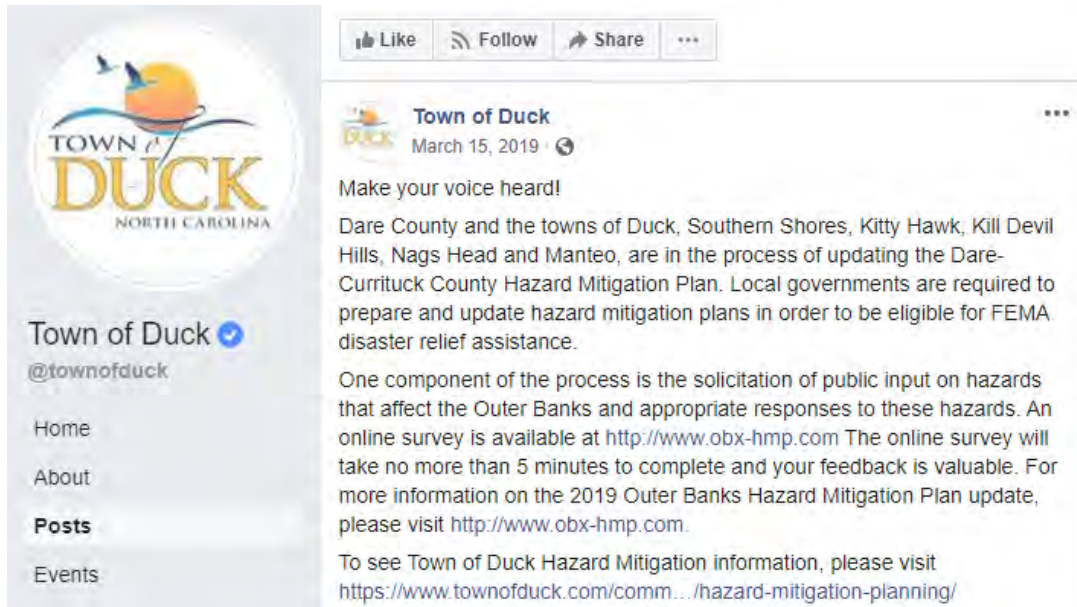 Like Follow Share ...
TOWN of
DUCK
NORTH CAROLINA
Town of Duck
@townofduck
Home
About
Posts
Events
Town of Duck
...
DUCK
March 15, 2019 ·
Make your voice heard!
Dare County and the towns of Duck, Southern Shores, Kitty Hawk, Kill Devil
Hills, Nags Head and Manteo, are in the process of updating the Dare-
Currituck County Hazard Mitigation Plan. Local governments are required to
prepare and update hazard mitigation plans in order to be eligible for FEMA
disaster relief assistance.
One component of the process is the solicitation of public input on hazards
that affect the Outer Banks and appropriate responses to these hazards. An
online survey is available at http://www.obx-hmp.com The online survey will
take no more than 5 minutes to complete and your feedback is valuable. For
more information on the 2019 Outer Banks Hazard Mitigation Plan update,
please visit http://www.obx-hmp.com.
To see Town of Duck Hazard Mitigation information, please visit
https://www.townofduck.com/comm…/hazard-mitigation-planning/